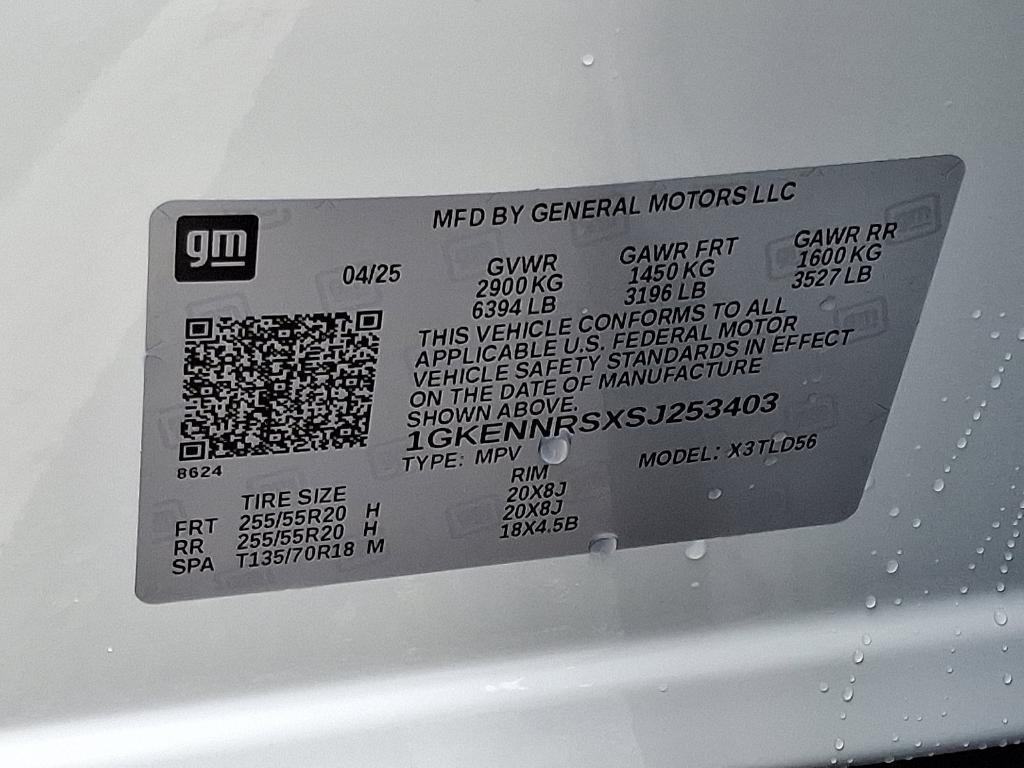 gm
MFD BY GENERAL MOTORS LLC
04/25
GVWR
2900 KG
6394 LB
GAWR FRT
1450 KG
3196 LB
GAWR RR
1600 KG
3527 LB
THIS VEHICLE CONFORMS TO ALL
APPLICABLE U.S. FEDERAL MOTOR
VEHICLE SAFETY STANDARDS IN EFFECT
ON THE DATE OF MANUFACTURE
SHOWN ABOVE.
1GKENNRSXSJ253403
TYPE: MPV
MODEL: X3TLD56
8624
TIRE SIZE RIM
FRT 255/55R20 H 20X8J
RR 255/55R20 H 20X8J
SPA T135/70R18 M 18X4.5B